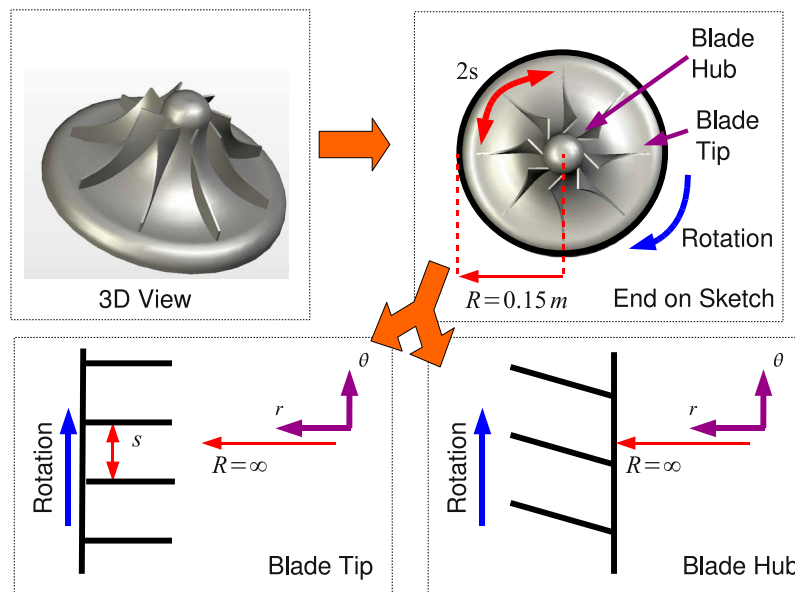 3D View
2s
Blade
Hub
Blade
Tip
Rotation
R=0.15 m
End on Sketch
θ
r
s
R=∞
Rotation
Blade Tip
θ
r
R=∞
Rotation
Blade Hub